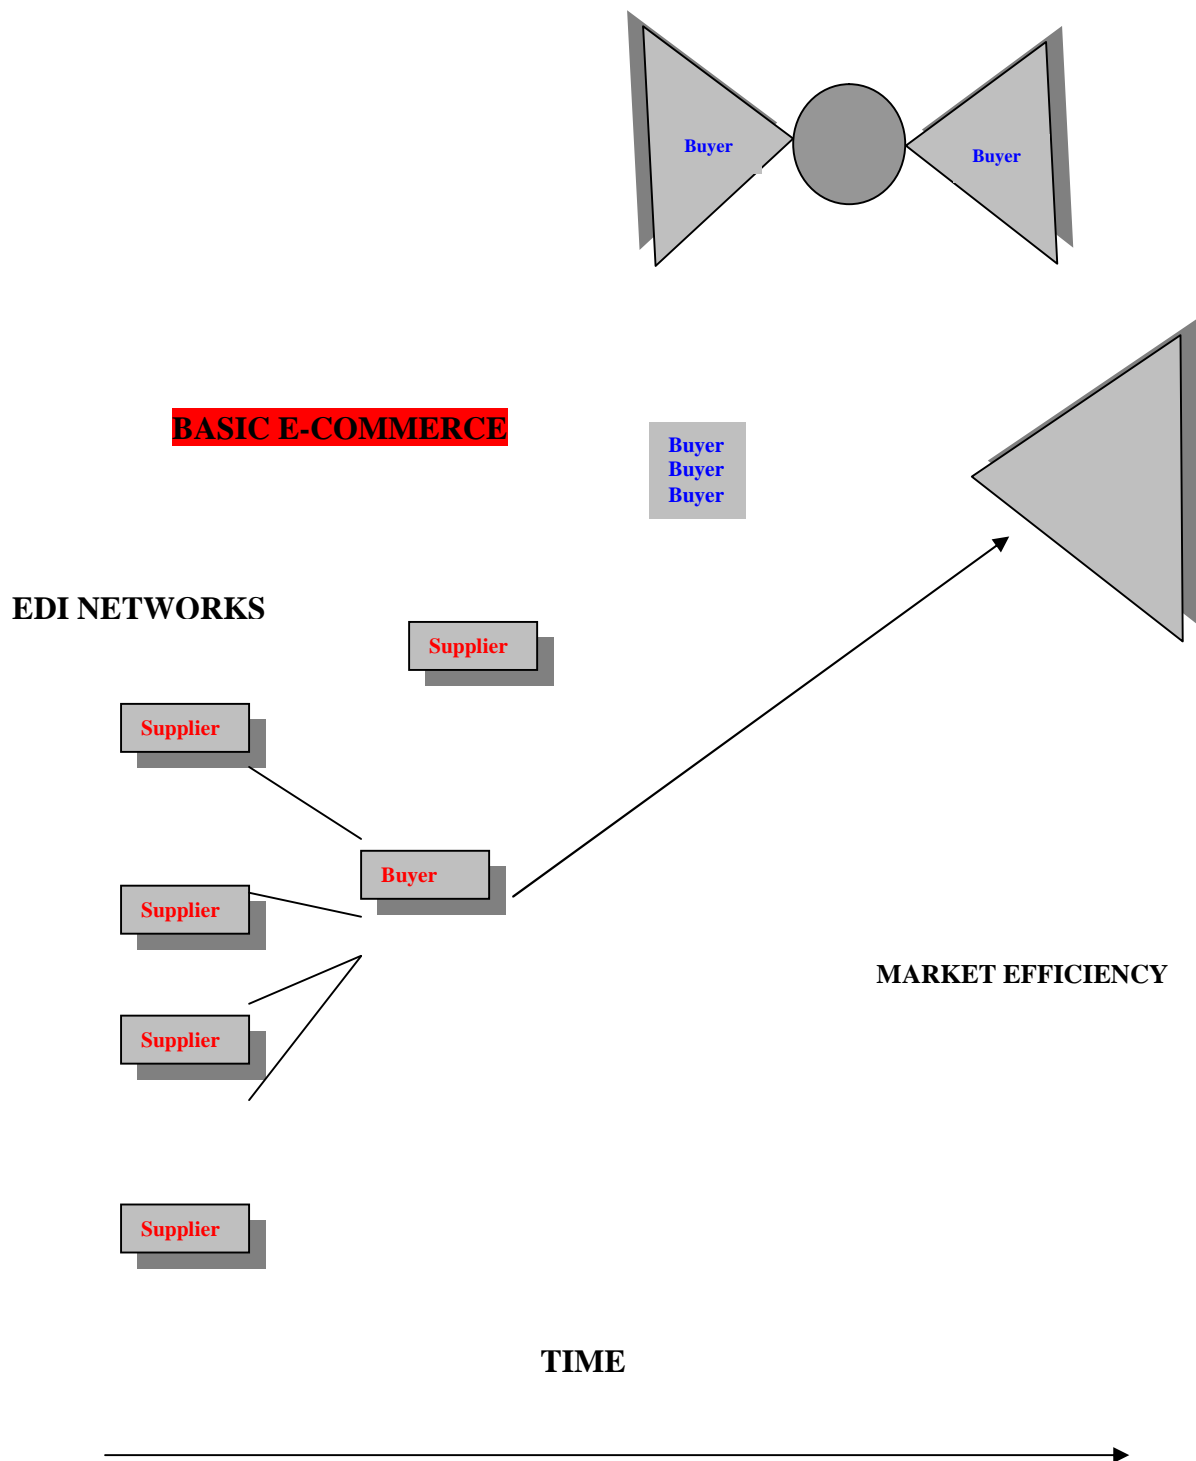 Buyer
Buyer
BASIC E-COMMERCE
Buyer
Buyer
Buyer
EDI NETWORKS
Supplier
Supplier
Buyer
Supplier
MARKET EFFICIENCY
Supplier
Supplier
TIME